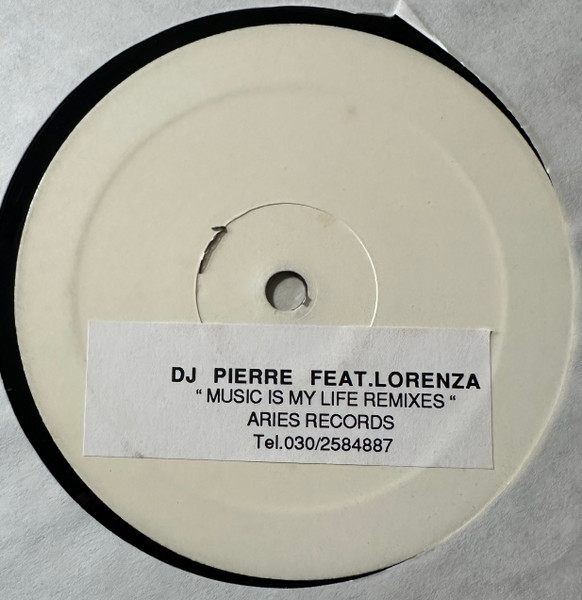 DJ PIERRE FEAT.LORENZA
“ MUSIC IS MY LIFE REMIXES “
ARIES RECORDS
Tel.030/2584887